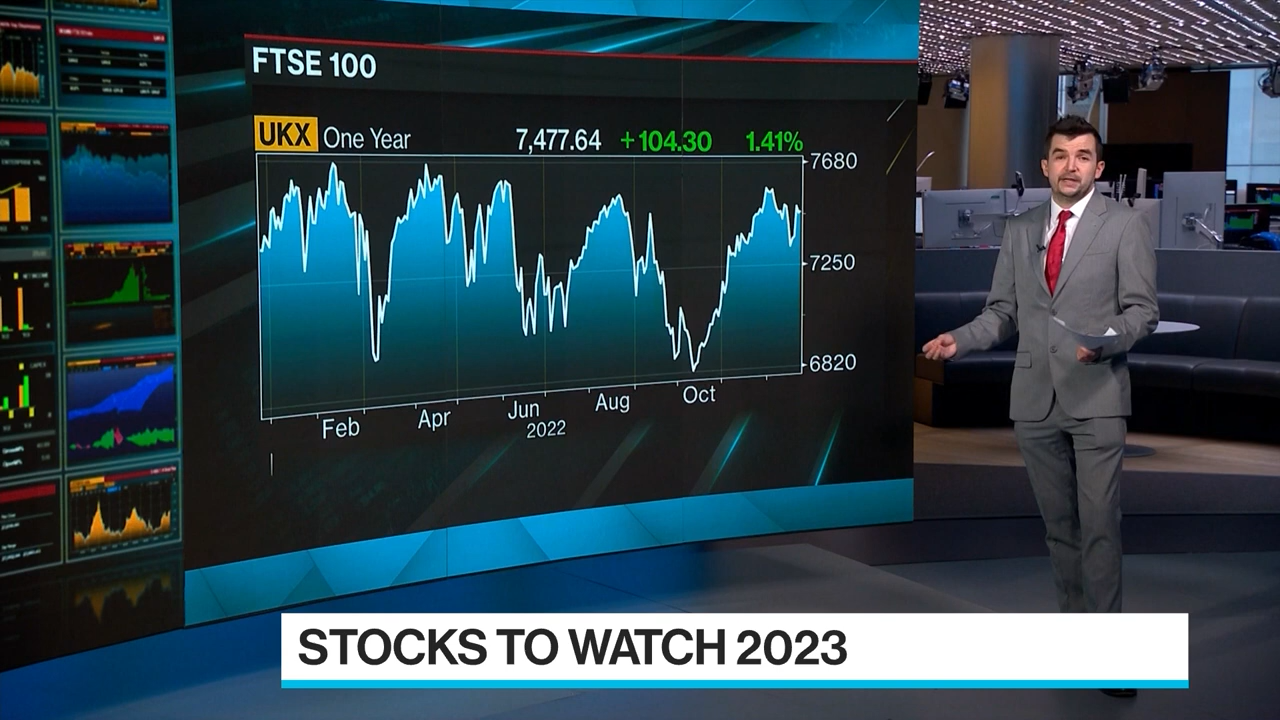 FTSE 100
UKX One Year 7,477.64 +104.30 1.41%
7680
7250
6820
Feb Apr Jun Aug Oct
2022
STOCKS TO WATCH 2023